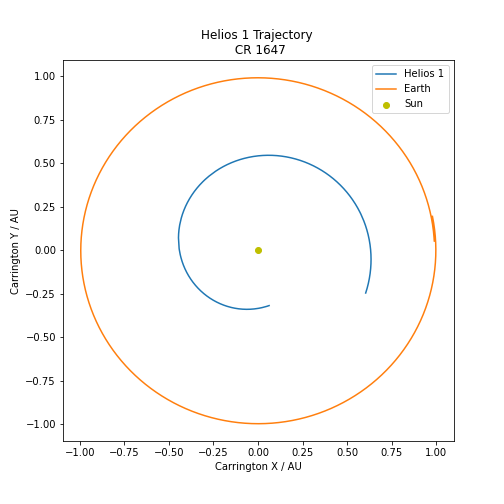 Helios 1 Trajectory
CR 1647
Helios 1
Earth
Sun
Carrington Y / AU
1.00
0.75
0.50
0.25
0.00
−0.25
−0.50
−0.75
−1.00
−1.00
−0.75
−0.50
−0.25
0.00
0.25
0.50
0.75
1.00
Carrington X / AU